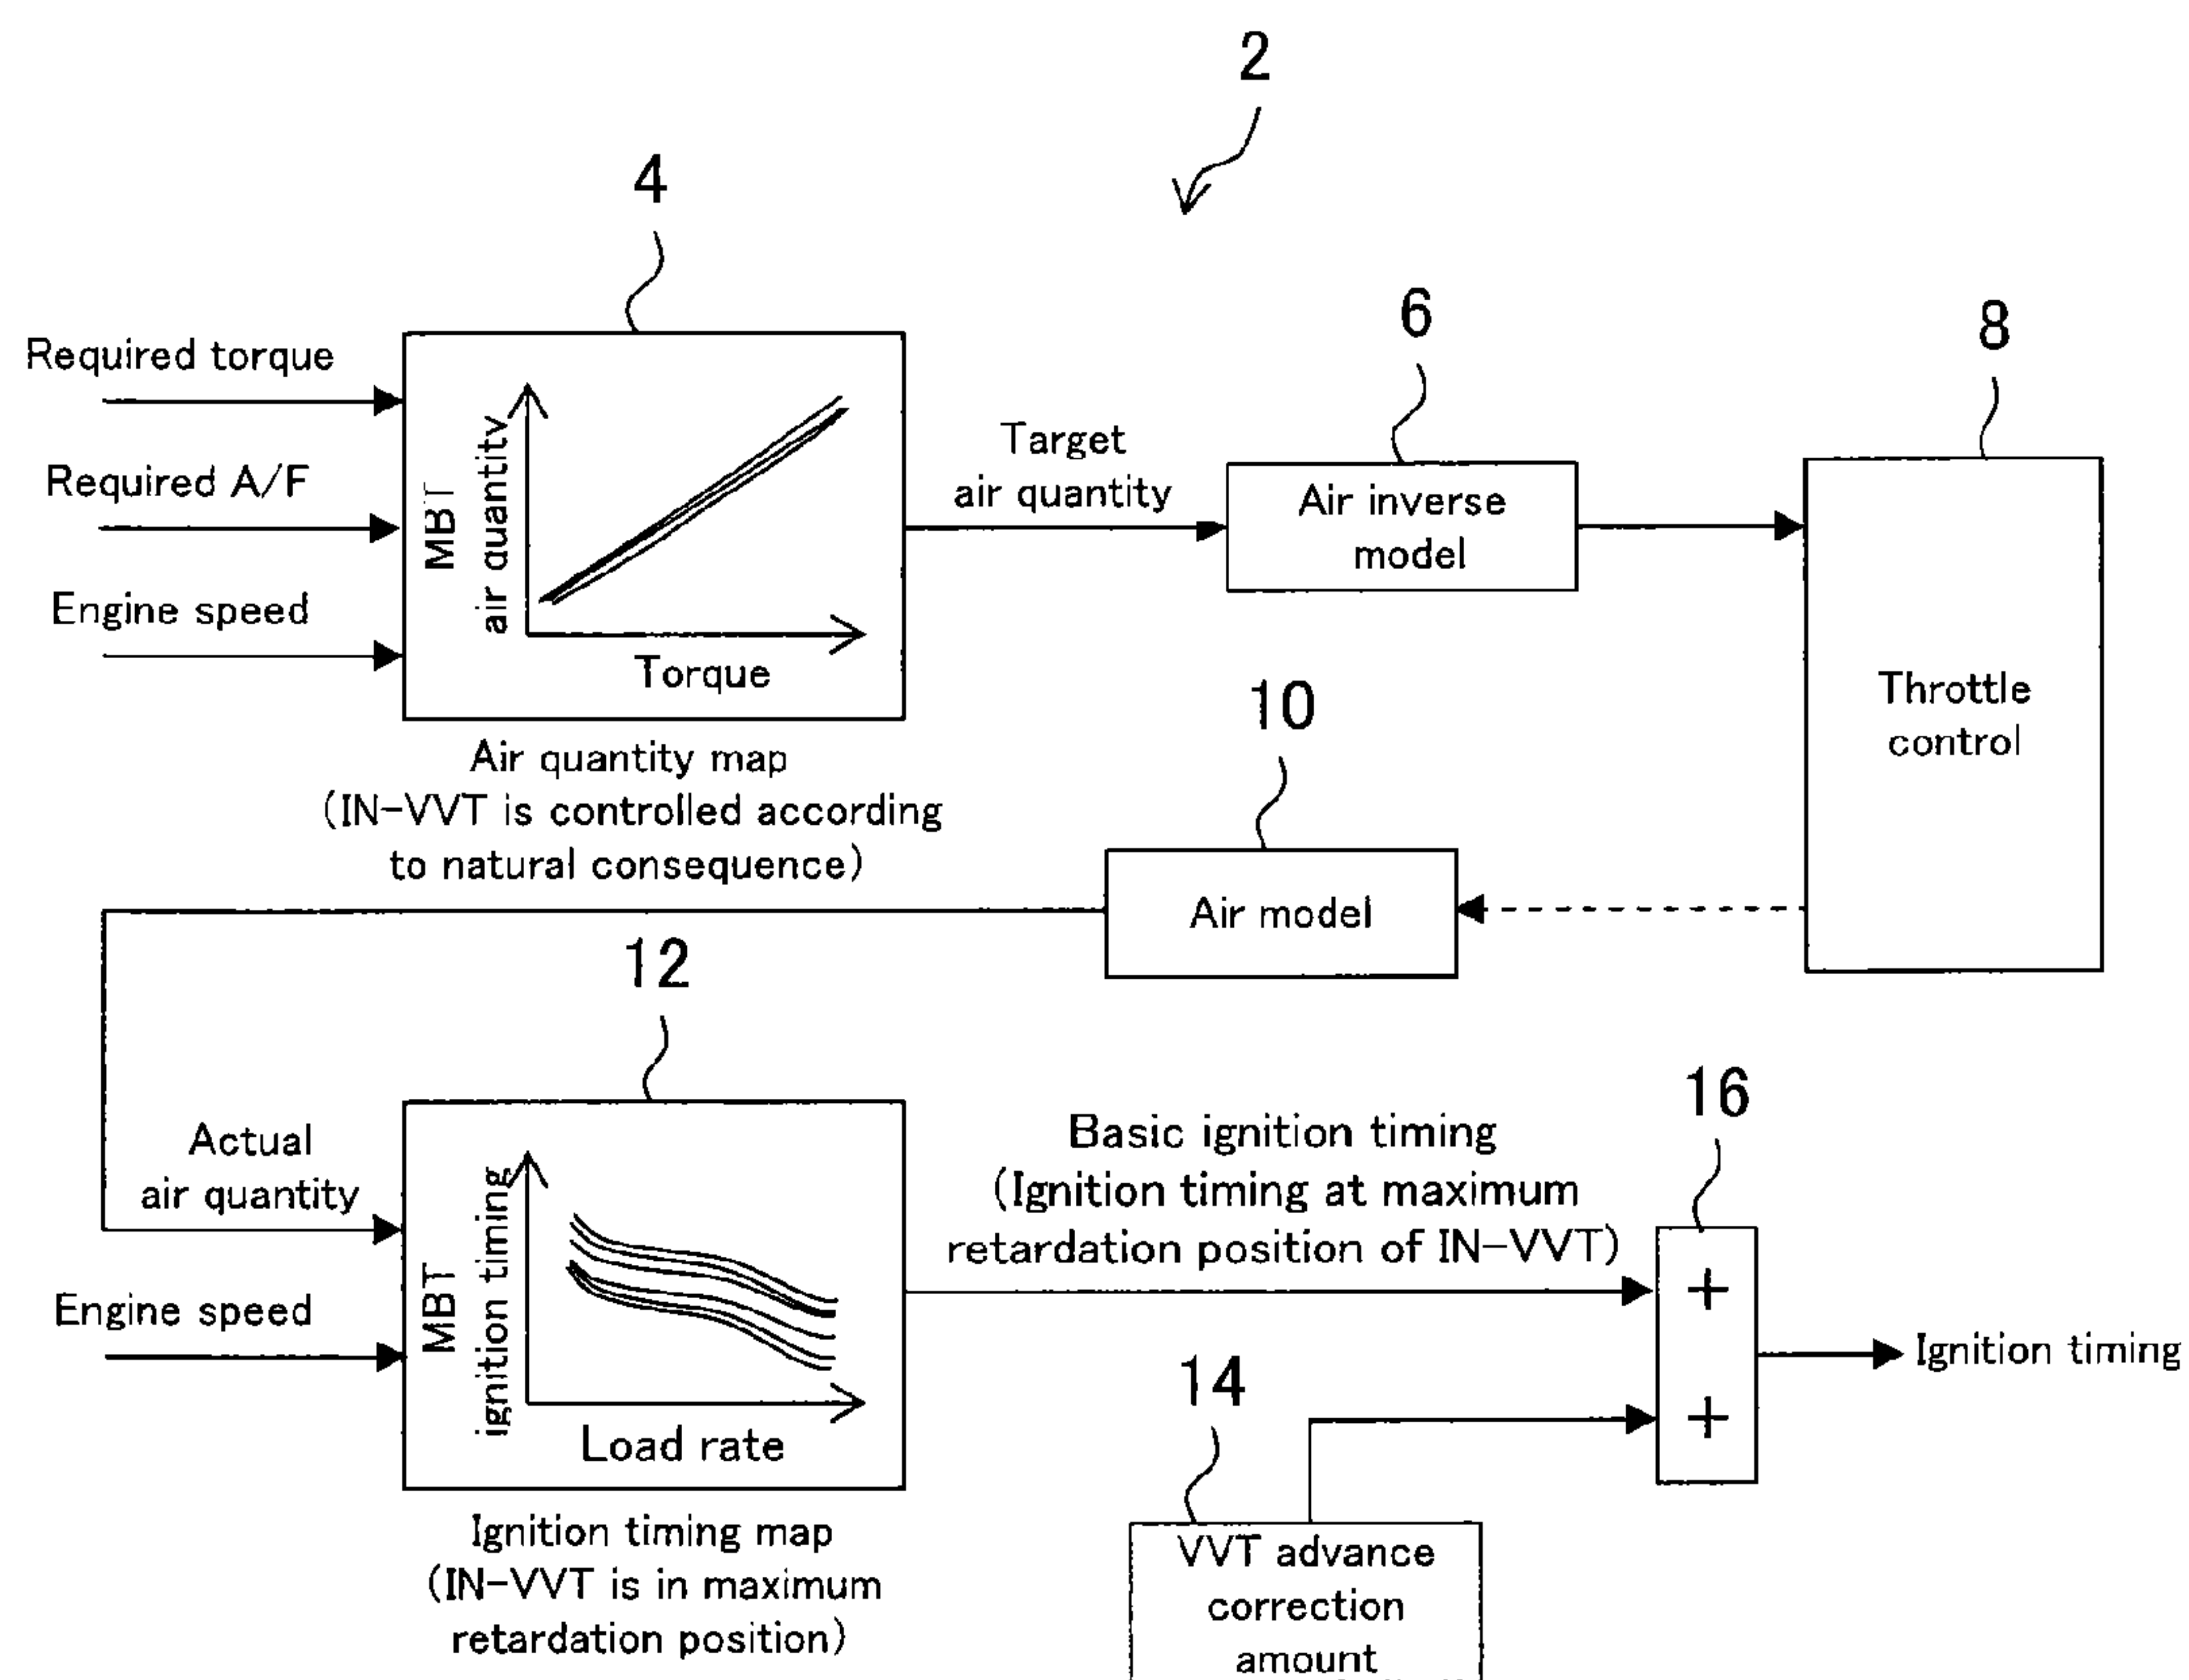 2
4
6
8
Required torque
Required A/F
Engine speed
MBT
air quantity
Torque
Target
air quantity
Air inverse
model
Throttle
control
Air quantity map
(IN-VVT is controlled according
to natural consequence)
10
Air model
12
Actual
air quantity
Engine speed
MBT
ignition timing
Load rate
Basic ignition timing
(Ignition timing at maximum
retardation position of IN-VVT)
16
+
+
Ignition timing
14
VVT advance
correction
amount
Ignition timing map
(IN-VVT is in maximum
retardation position)